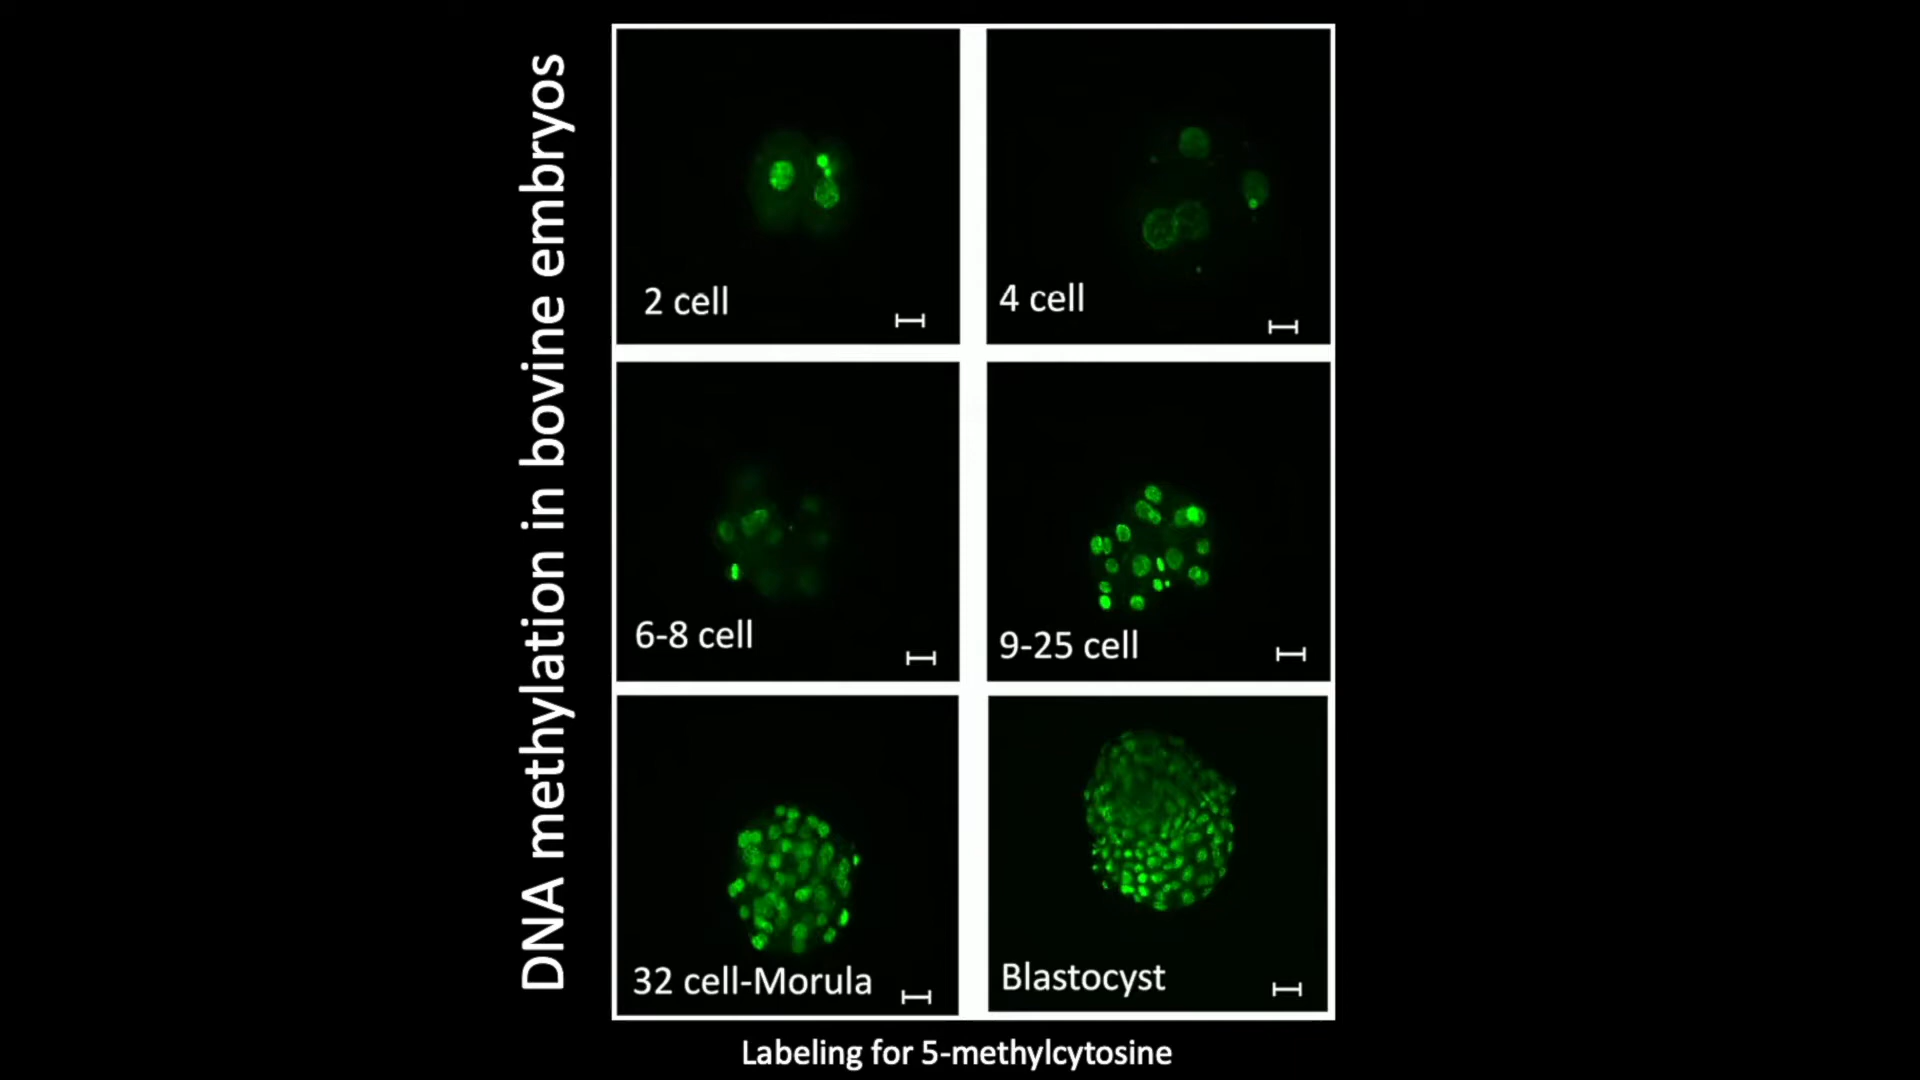 DNA methylation in bovine embryos
2 cell
4 cell
6-8 cell
9-25 cell
32 cell-Morula
Blastocyst
Labeling for 5-methylcytosine